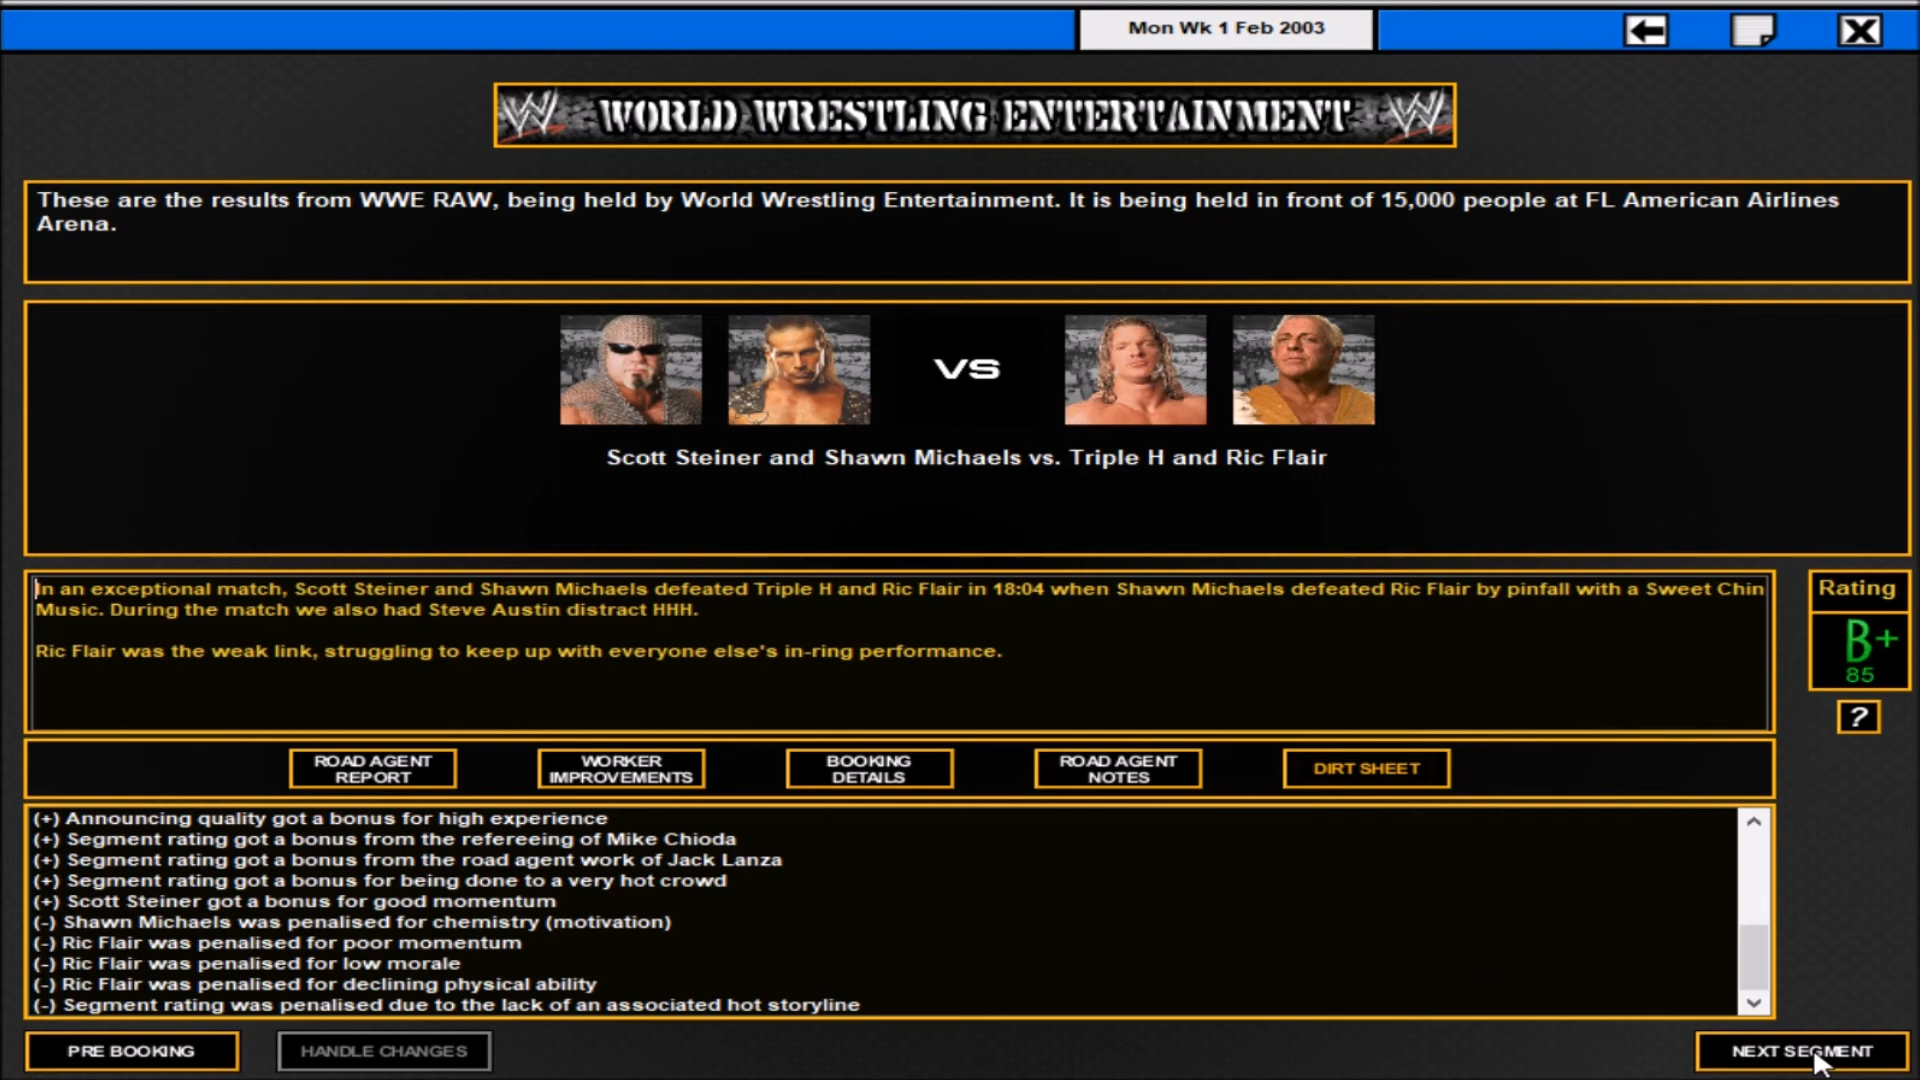 Mon Wk 1 Feb 2003
W WORLD WRESTLING ENTERTAINMENT W
These are the results from WWE RAW, being held by World Wrestling Entertainment. It is being held in front of 15,000 people at FL American Airlines
Arena.
VS
Scott Steiner and Shawn Michaels vs. Triple H and Ric Flair
In an exceptional match, Scott Steiner and Shawn Michaels defeated Triple H and Ric Flair in 18:04 when Shawn Michaels defeated Ric Flair by pinfall with a Sweet Chin
Music. During the match we also had Steve Austin distract HHH.
Ric Flair was the weak link, struggling to keep up with everyone else's in-ring performance.
Rating
B+
85
?
ROAD AGENT REPORT
WORKER IMPROVEMENTS
BOOKING DETAILS
ROAD AGENT NOTES
DIRT SHEET
(+) Announcing quality got a bonus for high experience
(+) Segment rating got a bonus from the refereeing of Mike Chioda
(+) Segment rating got a bonus from the road agent work of Jack Lanza
(+) Segment rating got a bonus for being done to a very hot crowd
(+) Scott Steiner got a bonus for good momentum
(-) Shawn Michaels was penalised for chemistry (motivation)
(-) Ric Flair was penalised for poor momentum
(-) Ric Flair was penalised for low morale
(-) Ric Flair was penalised for declining physical ability
(-) Segment rating was penalised due to the lack of an associated hot storyline
PRE BOOKING
HANDLE CHANGES
NEXT SEGMENT